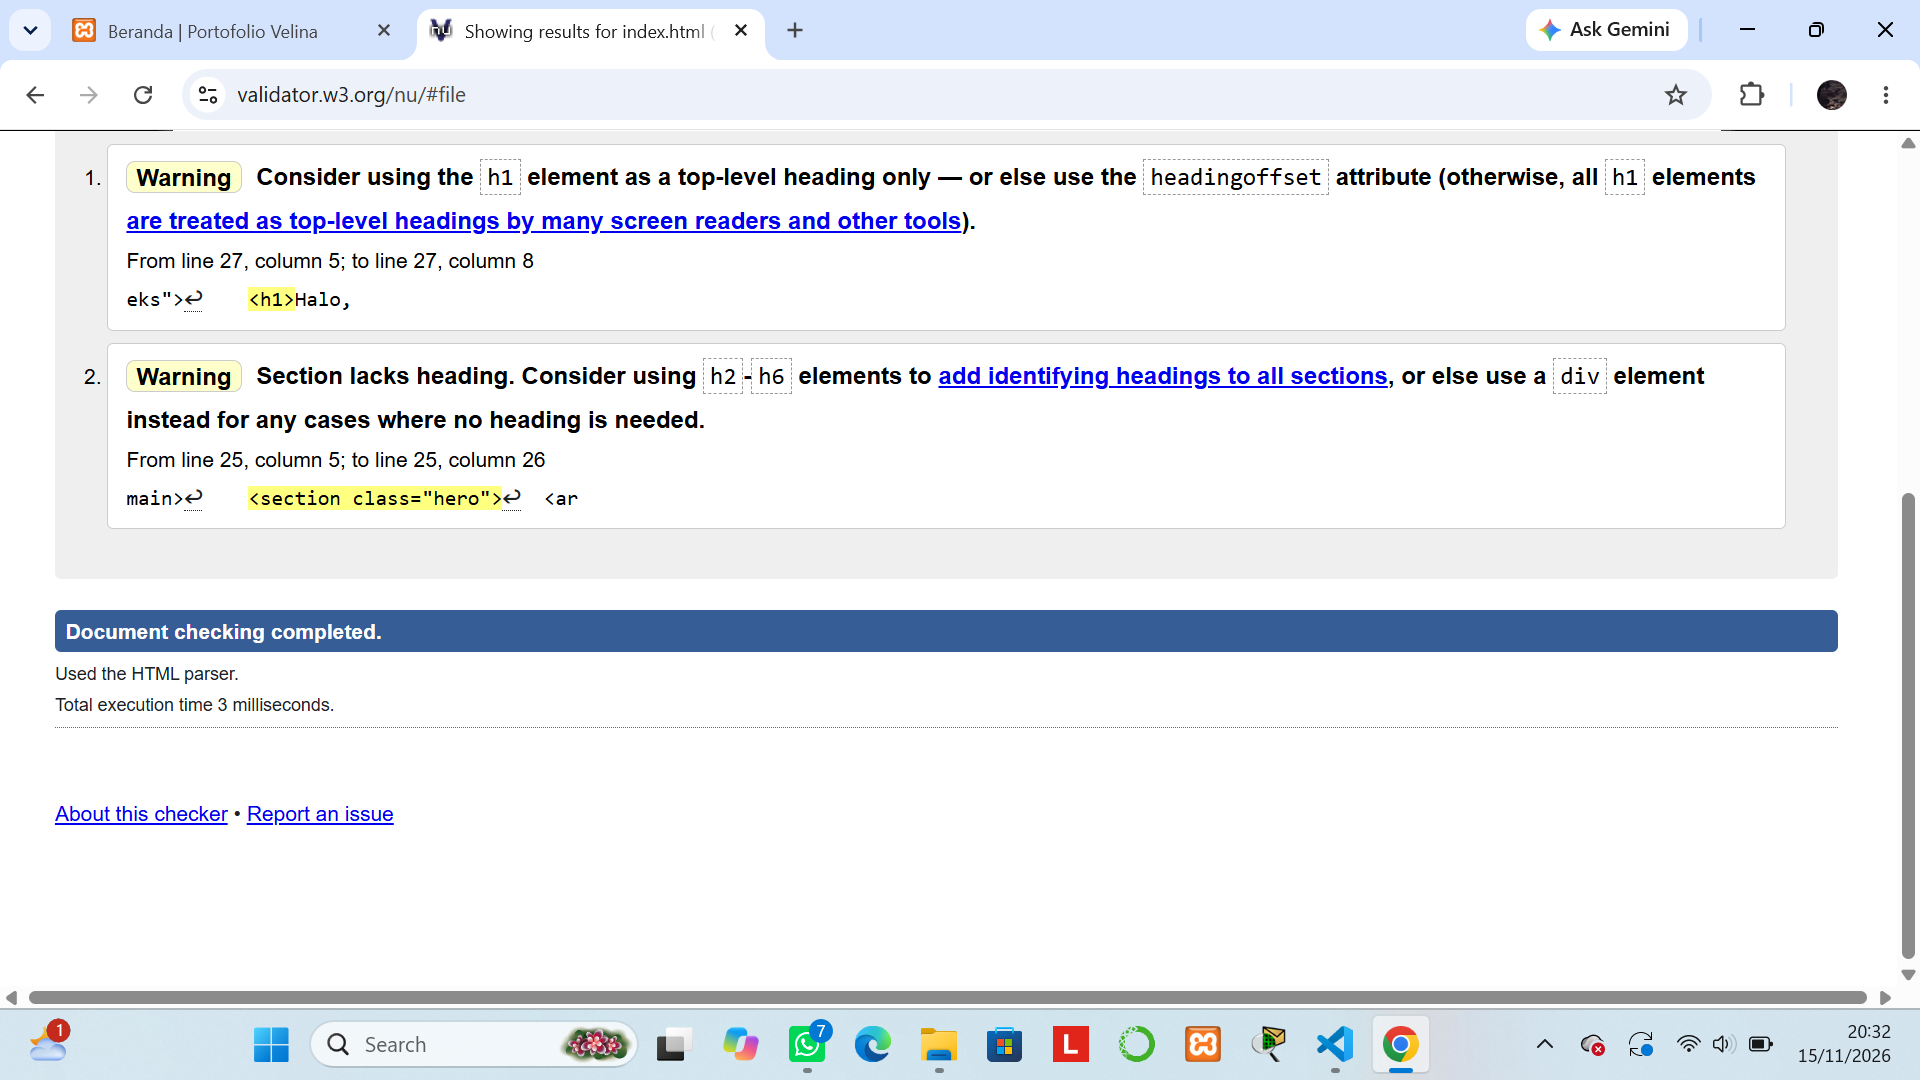 Beranda | Portofolio Velina
Showing results for index.html (
Ask Gemini
validator.w3.org/nu/#file
1. Warning Consider using the h1 element as a top-level heading only — or else use the headingoffset attribute (otherwise, all h1 elements
are treated as top-level headings by many screen readers and other tools).
From line 27, column 5; to line 27, column 8
eks">↩ <h1>Halo,
2. Warning Section lacks heading. Consider using h2-h6 elements to add identifying headings to all sections, or else use a div element
instead for any cases where no heading is needed.
From line 25, column 5; to line 25, column 26
main>↩ <section class="hero">↩ <ar
Document checking completed.
Used the HTML parser.
Total execution time 3 milliseconds.
About this checker • Report an issue
1
Search
7
L
20:32
15/11/2026